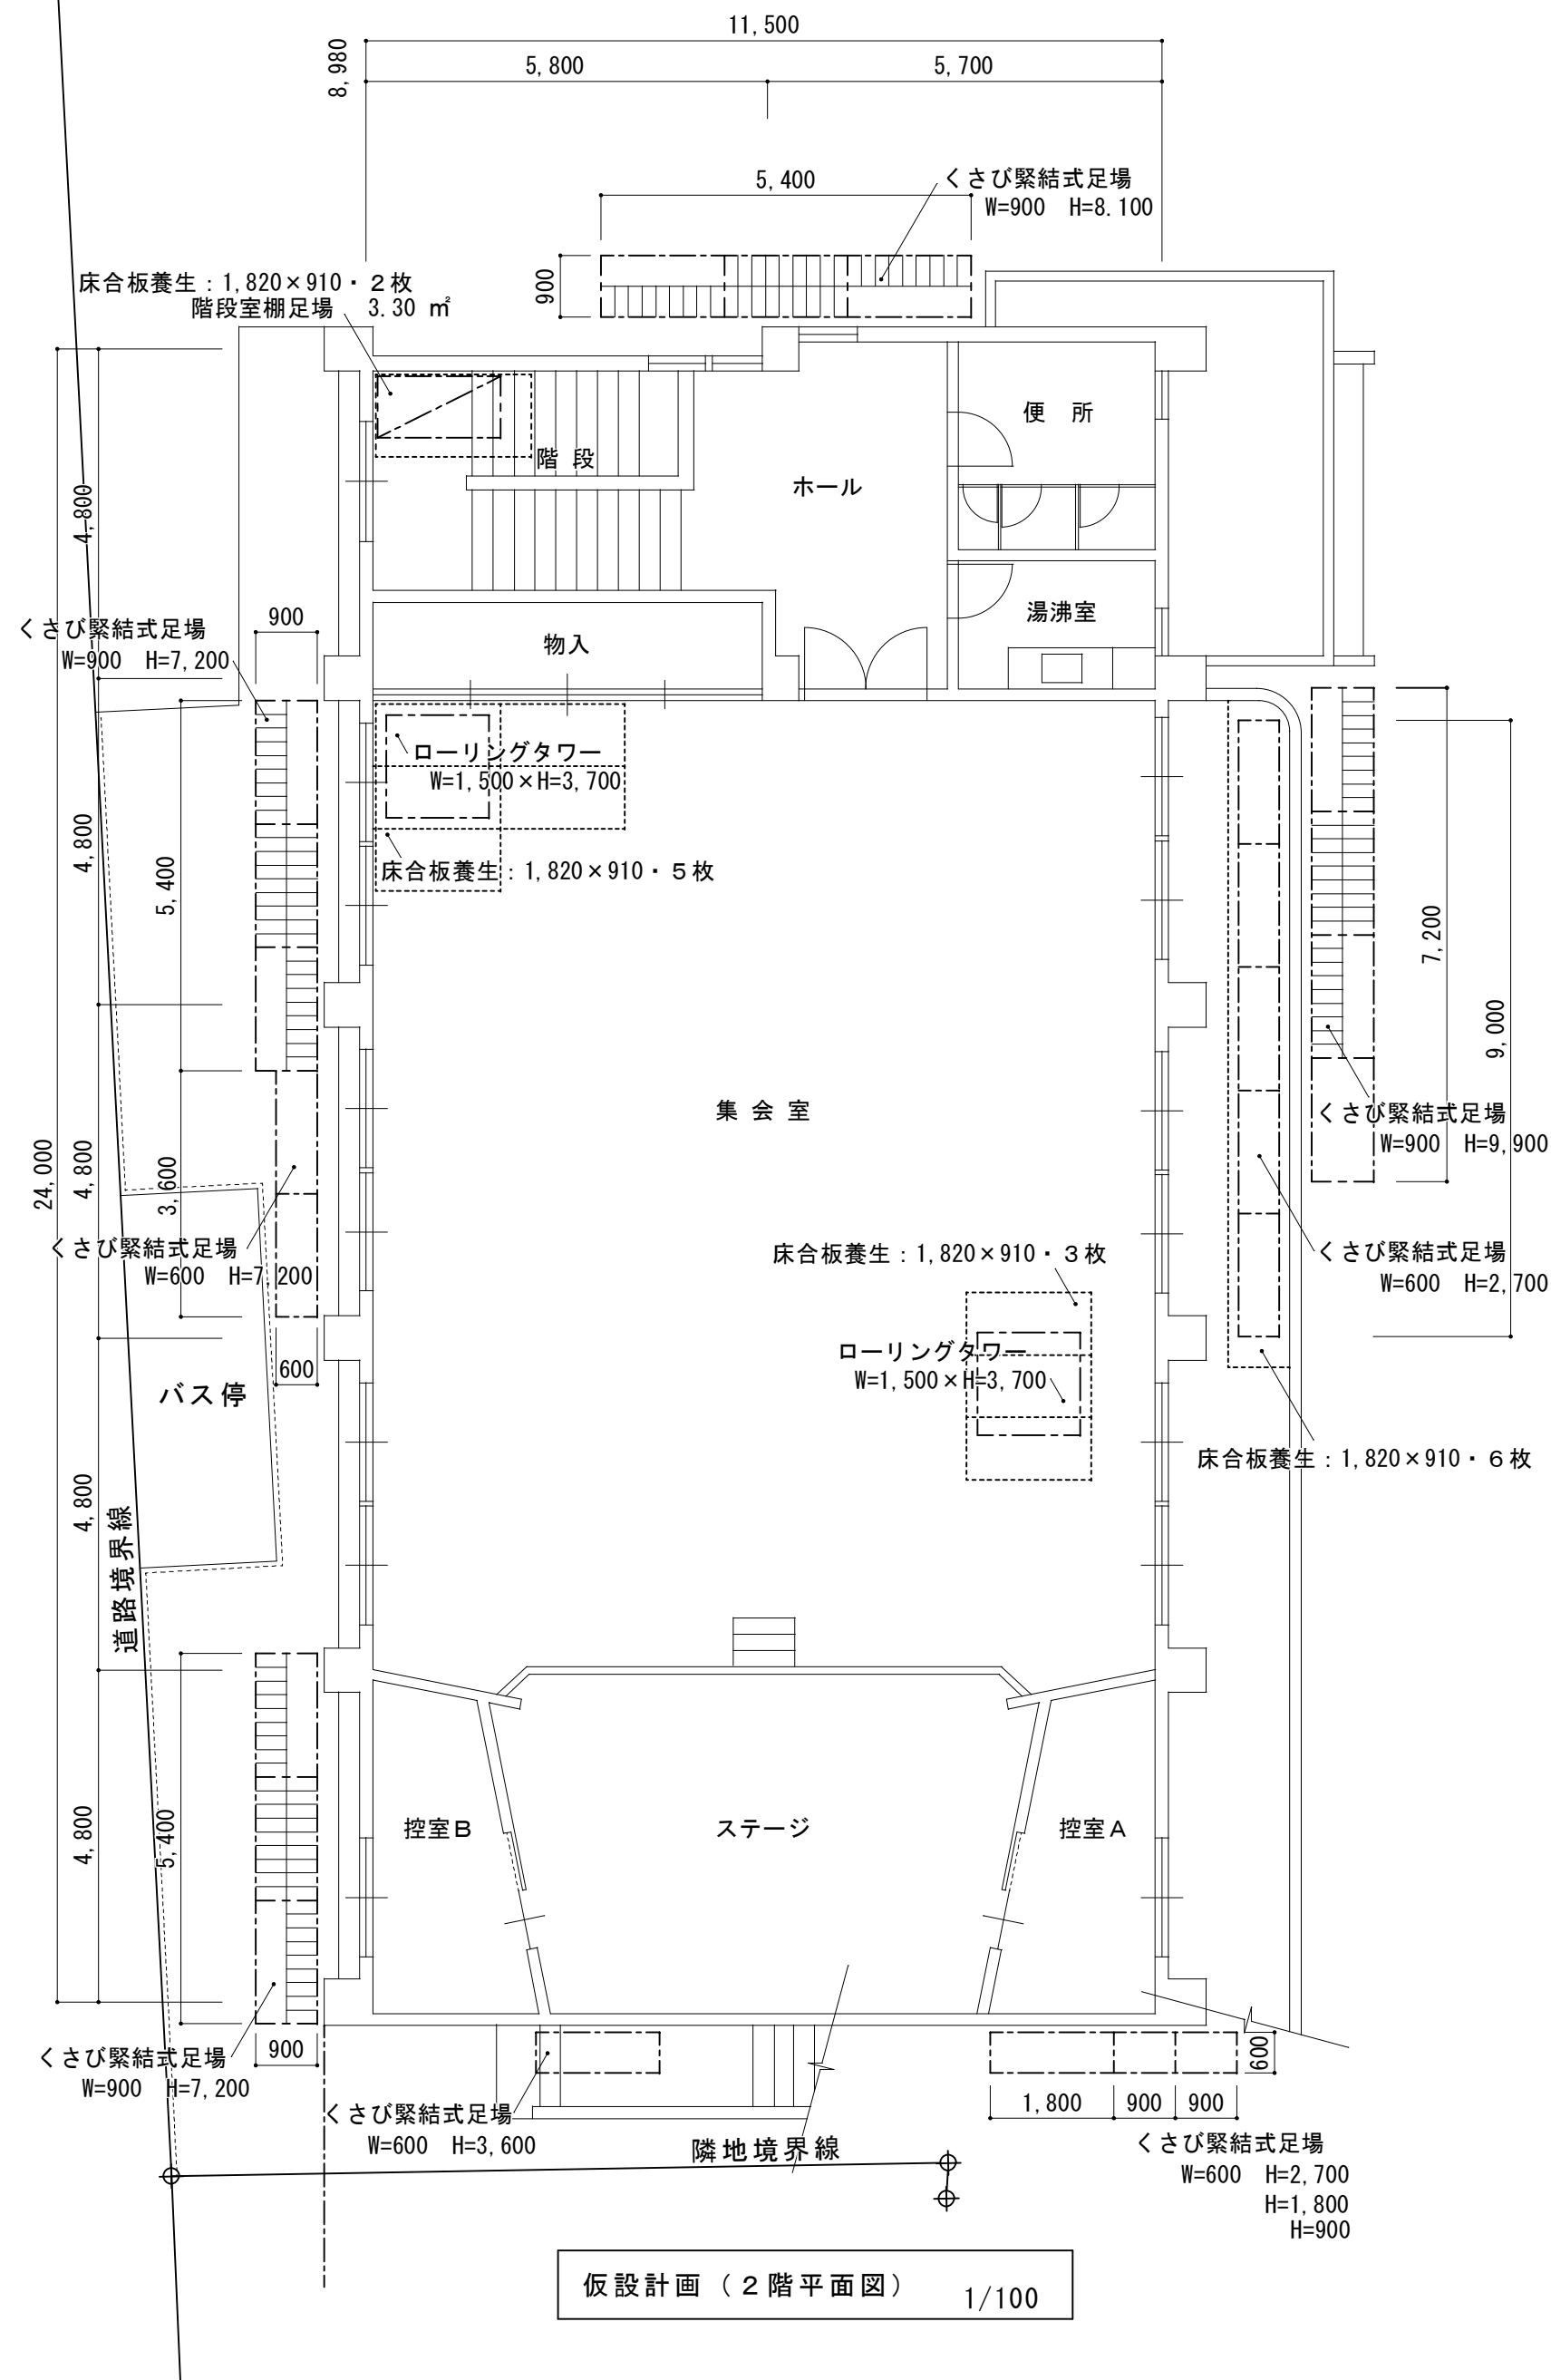 11,500
8,980
5,800
5,700
5,400
くさび緊結式足場
W=900 H=8.100
900
床合板養生：1,820×910・２枚
階段室棚足場 3.30 ㎡
階 段
便 所
ホール
4,800
湯沸室
物入
900
くさび緊結式足場
W=900 H=7,200
ローリングタワー
W=1,500×H=3,700
床合板養生：1,820×910・５枚
4,800
5,400
7,200
9,000
集 会 室
くさび緊結式足場
W=900 H=9,900
24,000
4,800
3,600
くさび緊結式足場
W=600 H=7,200
床合板養生：1,820×910・３枚
くさび緊結式足場
W=600 H=2,700
ローリングタワー
W=1,500×H=3,700
600
バス停
床合板養生：1,820×910・６枚
4,800
道路境界線
4,800
5,400
控室Ｂ
ステージ
控室Ａ
900
くさび緊結式足場
W=900 H=7,200
600
1,800
900
900
くさび緊結式足場
W=600 H=3,600
隣地境界線
くさび緊結式足場
W=600 H=2,700
H=1,800
H=900
仮設計画（２階平面図） 1/100